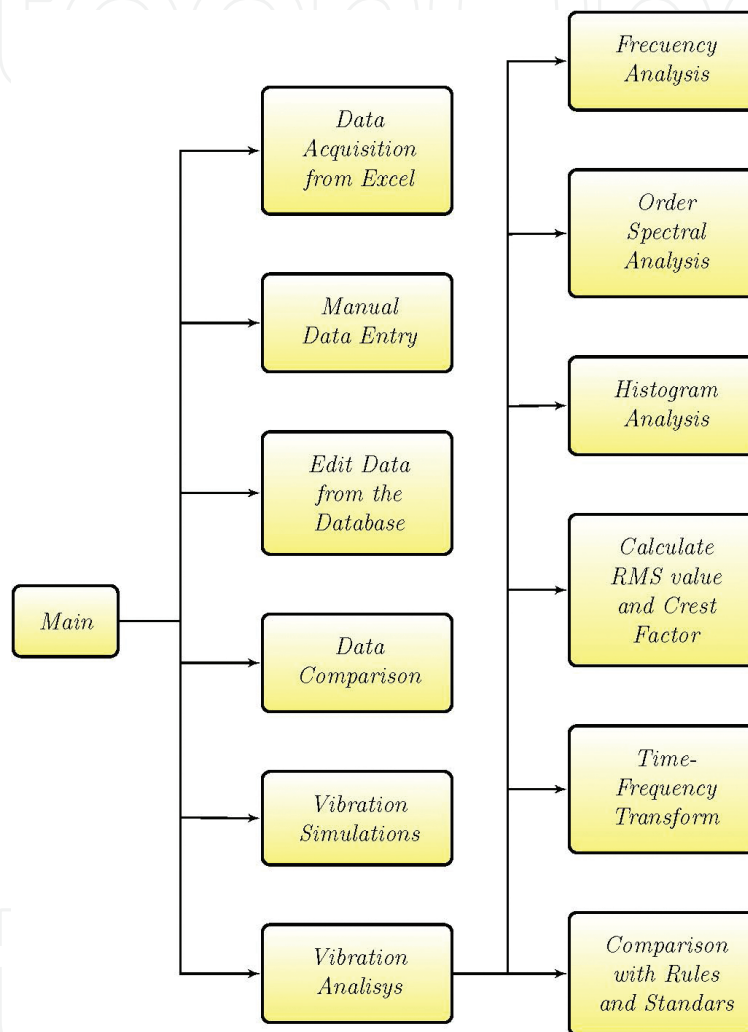 Main
Data
Acquisition
from Excel
Manual
Data Entry
Edit Data
from the
Database
Data
Comparison
Vibration
Simulations
Vibration
Analisys
Frecuency
Analysis
Order
Spectral
Analysis
Histogram
Analysis
Calculate
RMS value
and Crest
Factor
Time-
Frequency
Transform
Comparison
with Rules
and Standars